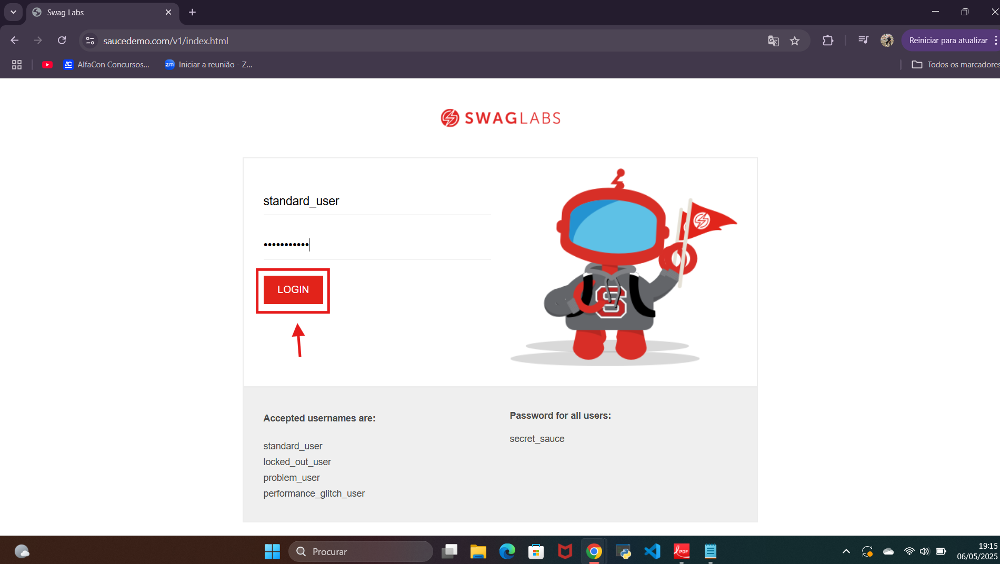 Swag Labs
saucedemo.com/v1/index.html
Reiniciar para atualizar
AlfaCon Concursos...
zm
Iniciar a reunião - Z...
Todos os marcadores
SWAGLABS
standard_user
•••••••••••
LOGIN
S
Accepted usernames are:
standard_user
locked_out_user
problem_user
performance_glitch_user
Password for all users:
secret_sauce
Procurar
PDF
19:15
06/05/2025